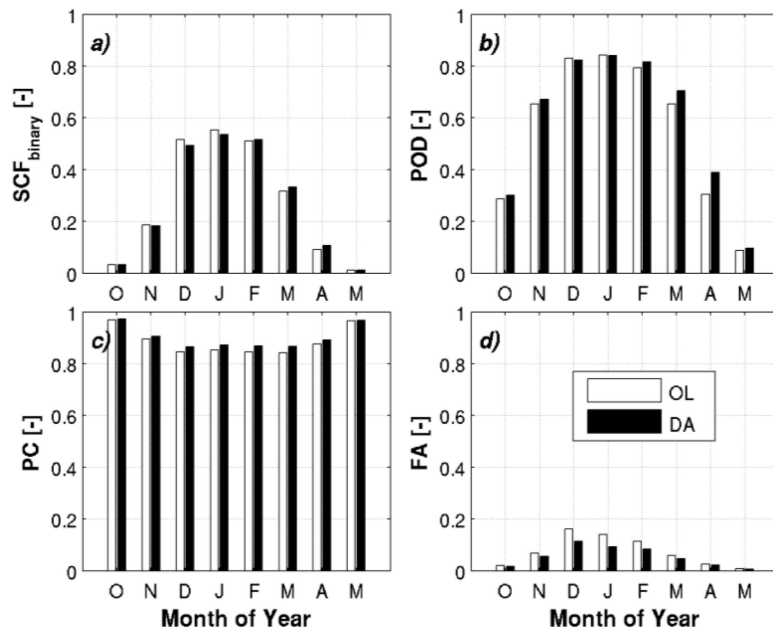 a)
SCF_binary [-]
1
0.8
0.6
0.4
0.2
0
O N D J F M A M
b)
POD [-]
1
0.8
0.6
0.4
0.2
0
O N D J F M A M
c)
PC [-]
1
0.8
0.6
0.4
0.2
0
O N D J F M A M
Month of Year
d)
FA [-]
1
0.8
0.6
0.4
0.2
0
OL
DA
O N D J F M A M
Month of Year